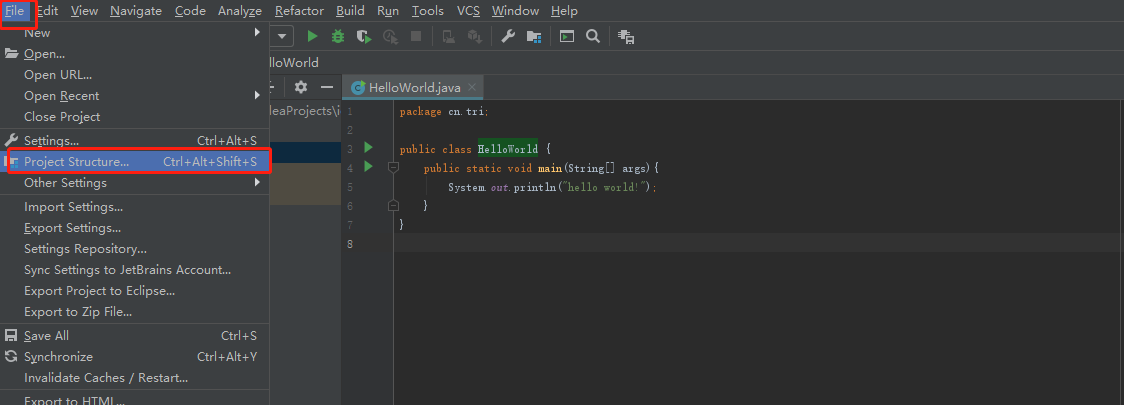 File Edit View Navigate Code Analyze Refactor Build Run Tools VCS Window Help
New
Open...
Open URL...
Open Recent
Close Project
Settings... Ctrl+Alt+S
Project Structure... Ctrl+Alt+Shift+S
Other Settings
Import Settings...
Export Settings...
Settings Repository...
Sync Settings to JetBrains Account...
Export Project to Eclipse...
Export to Zip File...
Save All Ctrl+S
Synchronize Ctrl+Alt+Y
Invalidate Caches / Restart...
Export to HTML...
lloWorld
deaProjects\i
HelloWorld.java
1 package cn.tri;
2
3 public class HelloWorld {
4 public static void main(String[] args){
5 System.out.println("hello world!");
6 }
7 }
8